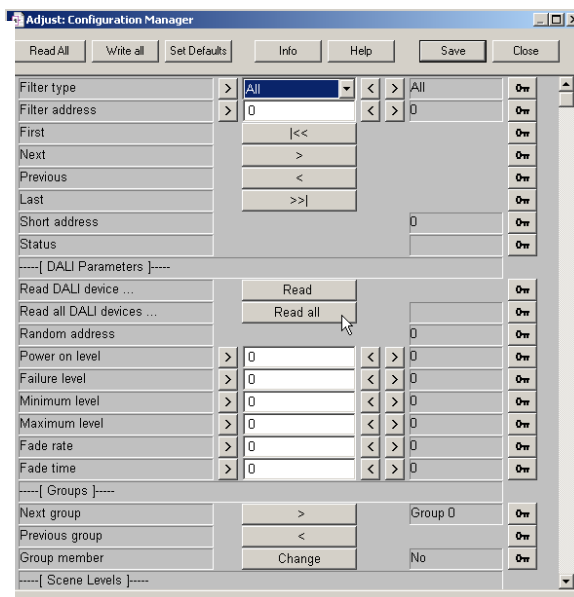 Adjust: Configuration Manager
Read All Write all Set Defaults Info Help Save Close
Filter type > All < > All
Filter address > 0 < > 0
First |<<
Next >
Previous <
Last >>|
Short address 0
Status
-----[ DALI Parameters ]-----
Read DALI device ... Read
Read all DALI devices ... Read all
Random address 0
Power on level > 0 < > 0
Failure level > 0 < > 0
Minimum level > 0 < > 0
Maximum level > 0 < > 0
Fade rate > 0 < > 0
Fade time > 0 < > 0
-----[ Groups ]-----
Next group > Group 0
Previous group <
Group member Change No
-----[ Scene Levels ]-----